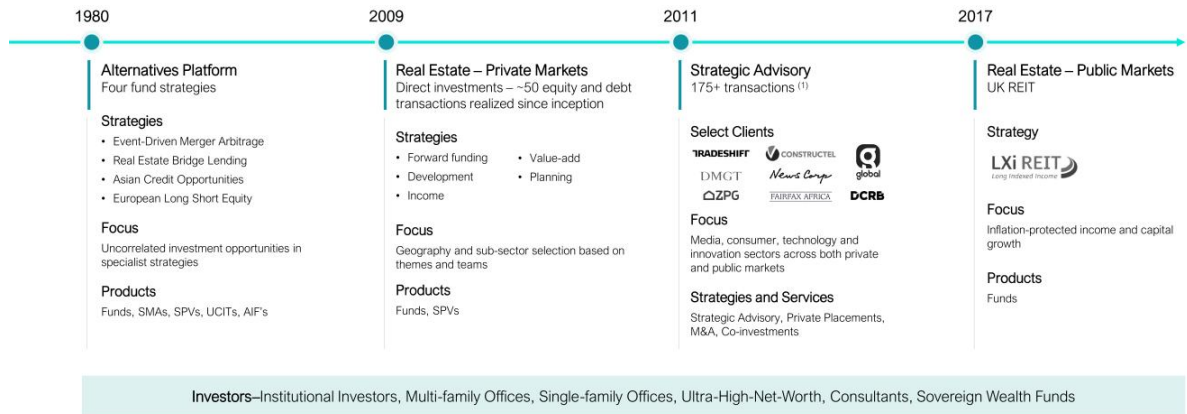 1980
2009
2011
2017
Alternatives Platform
Four fund strategies
Strategies
• Event-Driven Merger Arbitrage
• Real Estate Bridge Lending
• Asian Credit Opportunities
• European Long Short Equity
Focus
Uncorrelated investment opportunities in
specialist strategies
Products
Funds, SMAs, SPVs, UCITs, AIF's
Real Estate – Private Markets
Direct investments – ~50 equity and debt
transactions realized since inception
Strategies
• Forward funding
• Development
• Income
• Value-add
• Planning
Focus
Geography and sub-sector selection based on
themes and teams
Products
Funds, SPVs
Strategic Advisory
175+ transactions (1)
Select Clients
TRADESHIFT
CONSTRUCTEL
global
DMGT
News Corp
ZPG
FAIRFAX AFRICA
DCRB
Focus
Media, consumer, technology and
innovation sectors across both private
and public markets
Strategies and Services
Strategic Advisory, Private Placements,
M&A, Co-investments
Real Estate – Public Markets
UK REIT
Strategy
LXi REIT
Long Indexed Income
Focus
Inflation-protected income and capital
growth
Products
Funds
Investors–Institutional Investors, Multi-family Offices, Single-family Offices, Ultra-High-Net-Worth, Consultants, Sovereign Wealth Funds